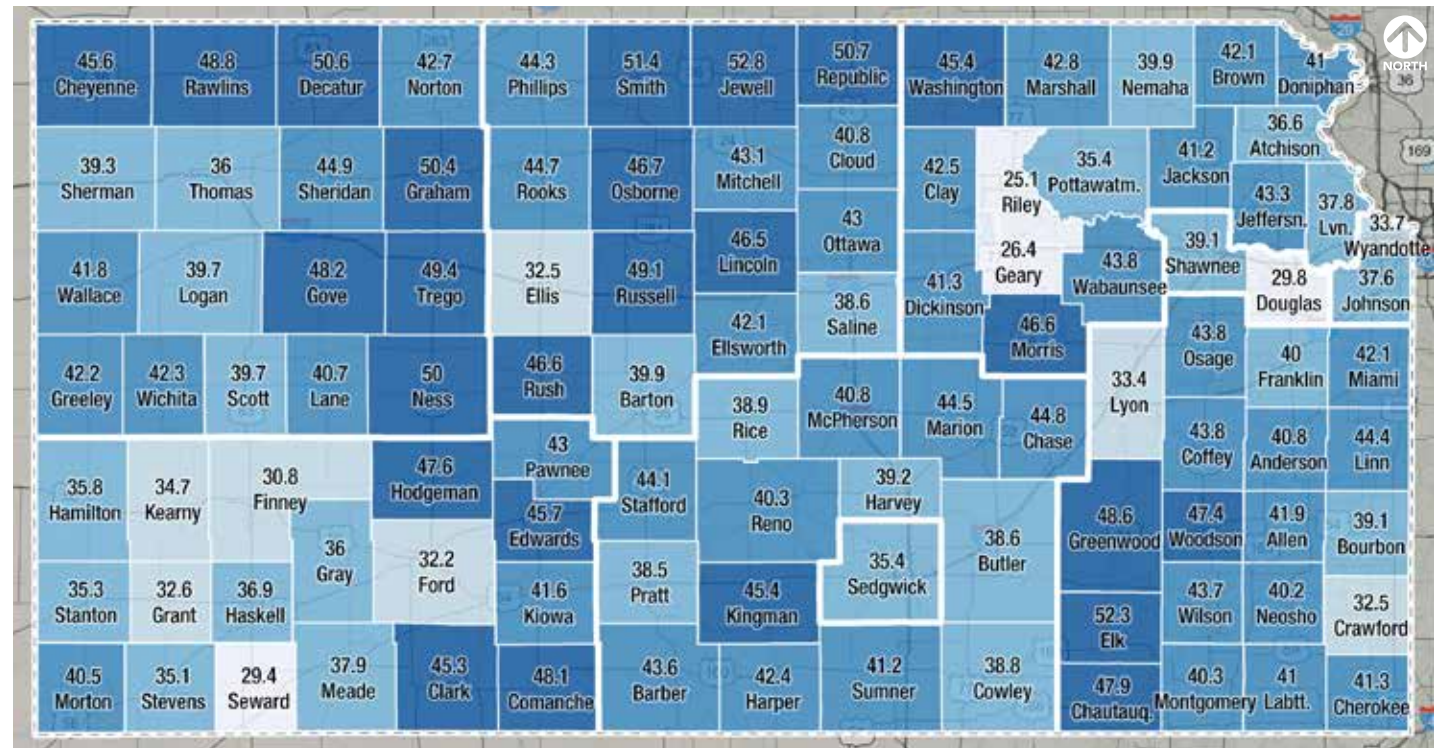 45.6
Cheyenne
48.8
Rawlins
50.6
Decatur
42.7
Norton
44.3
Phillips
51.4
Smith
52.8
Jewell
50.7
Republic
45.4
Washington
42.8
Marshall
39.9
Nemaha
42.1
Brown
41
Doniphan
NORTH
36
169
39.3
Sherman
36
Thomas
44.9
Sheridan
50.4
Graham
44.7
Rooks
46.7
Osborne
43.1
Mitchell
40.8
Cloud
42.5
Clay
25.1
Riley
35.4
Pottawatm.
41.2
Jackson
36.6
Atchison
43.3
Jeffersn.
37.8
Lvn.
33.7
Wyandotte
41.8
Wallace
39.7
Logan
48.2
Gove
49.4
Trego
32.5
Ellis
49.1
Russell
46.5
Lincoln
43
Ottawa
38.6
Saline
41.3
Dickinson
26.4
Geary
43.8
Wabaunsee
39.1
Shawnee
29.8
Douglas
37.6
Johnson
42.2
Greeley
42.3
Wichita
39.7
Scott
40.7
Lane
50
Ness
46.6
Rush
39.9
Barton
42.1
Ellsworth
38.9
Rice
40.8
McPherson
44.5
Marion
46.6
Morris
44.8
Chase
33.4
Lyon
43.8
Osage
40
Franklin
42.1
Miami
43.8
Coffey
40.8
Anderson
44.4
Linn
35.8
Hamilton
34.7
Kearny
30.8
Finney
47.6
Hodgeman
43
Pawnee
45.7
Edwards
44.1
Stafford
40.3
Reno
39.2
Harvey
38.6
Butler
48.6
Greenwood
47.4
Woodson
41.9
Allen
39.1
Bourbon
35.3
Stanton
32.6
Grant
36.9
Haskell
36
Gray
32.2
Ford
41.6
Kiowa
38.5
Pratt
45.4
Kingman
35.4
Sedgwick
52.3
Elk
43.7
Wilson
40.2
Neosho
32.5
Crawford
40.5
Morton
35.1
Stevens
29.4
Seward
37.9
Meade
45.3
Clark
48.1
Comanche
43.6
Barber
42.4
Harper
41.2
Sumner
38.8
Cowley
47.9
Chautauq.
40.3
Montgomery
41
Labtt.
41.3
Cherokee